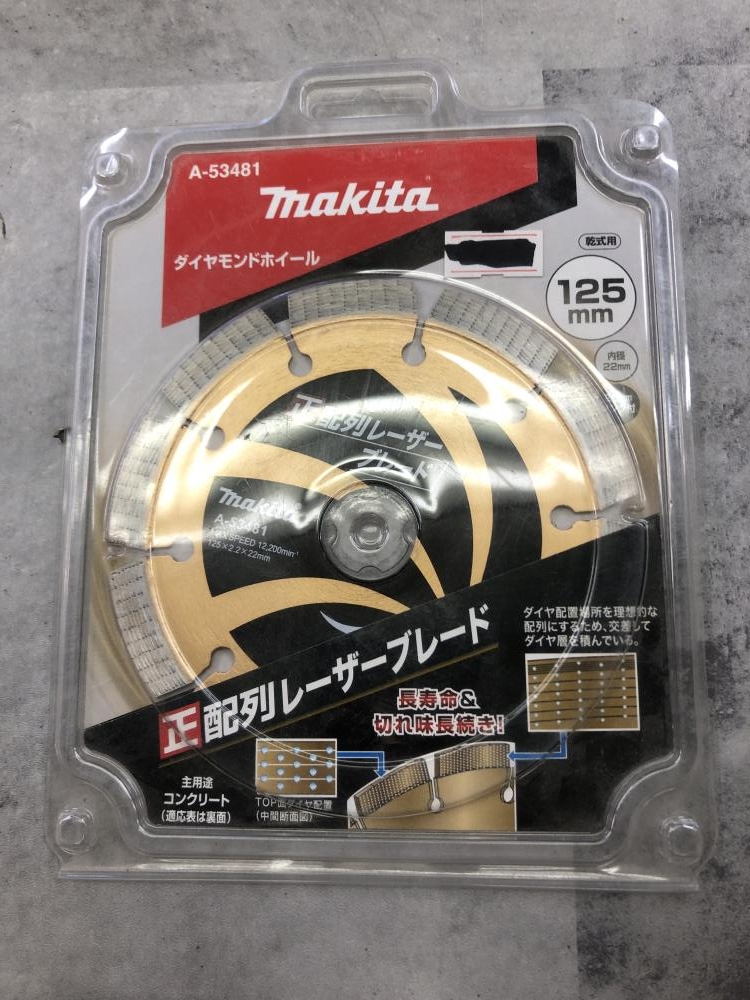 A-53481
makita
ダイヤモンドホイール
乾式用
125
mm
内径
22mm
正配列レーザー
ブレード
makita
A-53481
SPEED 12,200min⁻¹
125×2.2×22mm
ダイヤ配置場所を理想的な
配列にするため、交差して
ダイヤ層を積んでいる。
正配列レーザーブレード
長寿命&
切れ味長続き!
主用途
コンクリート
(適応表は裏面)
TOP面ダイヤ配置
(中間断面図)